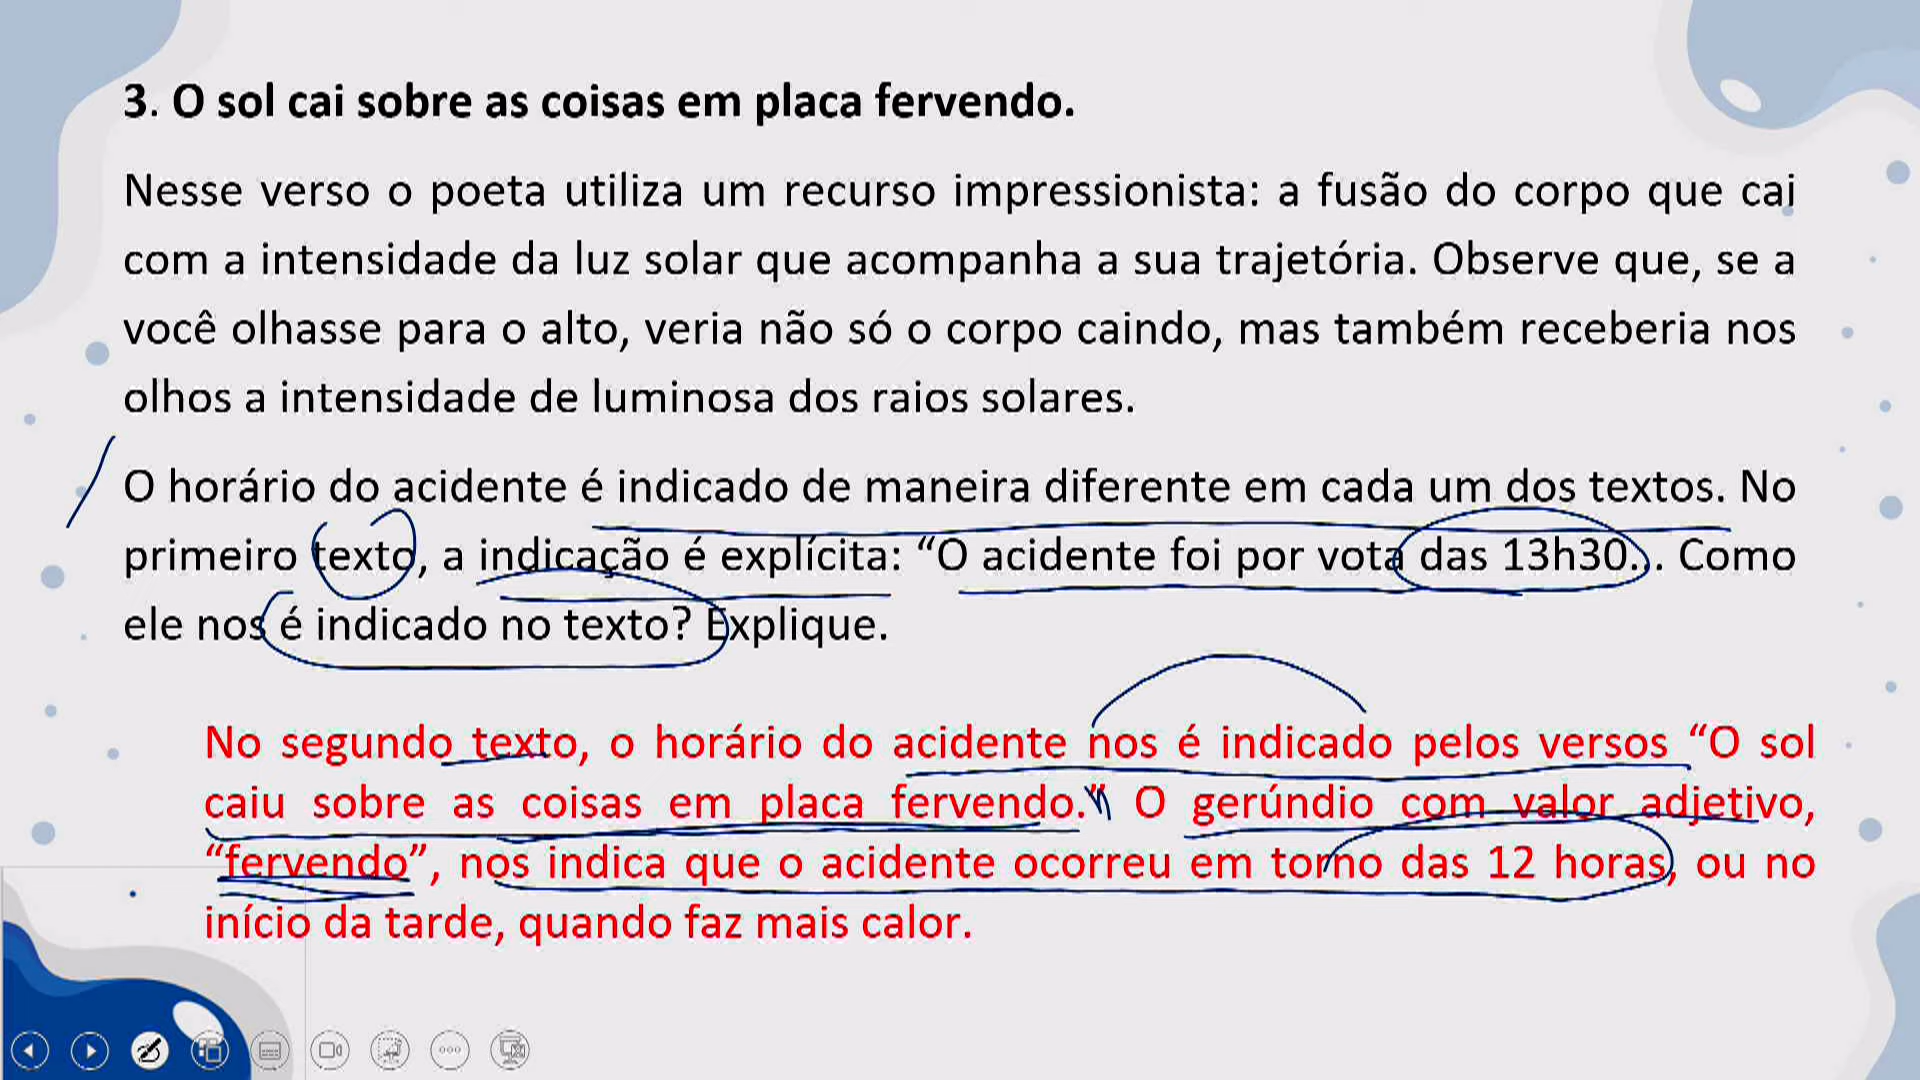 3. O sol cai sobre as coisas em placa fervendo.
Nesse verso o poeta utiliza um recurso impressionista: a fusão do corpo que cai
com a intensidade da luz solar que acompanha a sua trajetória. Observe que, se a
você olhasse para o alto, veria não só o corpo caindo, mas também receberia nos
olhos a intensidade de luminosa dos raios solares.
O horário do acidente é indicado de maneira diferente em cada um dos textos. No
primeiro texto, a indicação é explícita: “O acidente foi por vota das 13h30... Como
ele nos é indicado no texto? Explique.
No segundo texto, o horário do acidente nos é indicado pelos versos “O sol
caiu sobre as coisas em placa fervendo.” O gerúndio com valor adjetivo,
“fervendo”, nos indica que o acidente ocorreu em torno das 12 horas, ou no
início da tarde, quando faz mais calor.